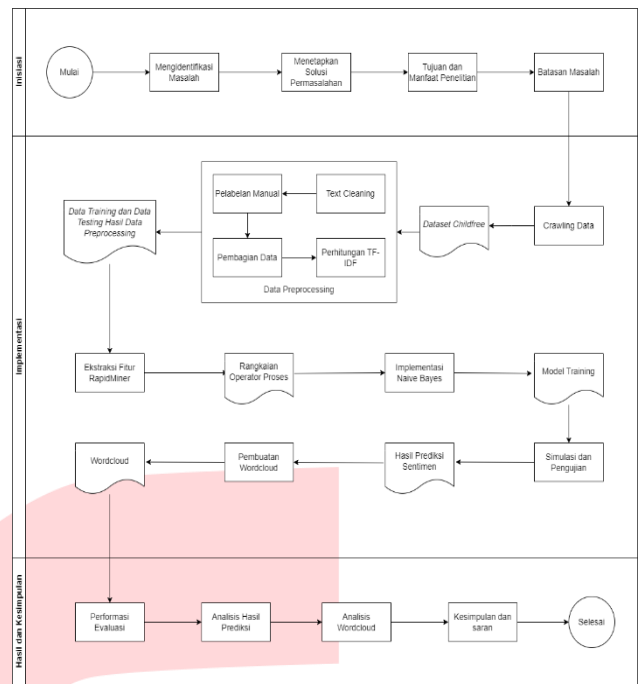 Inisiasi
Mulai
Mengidentifikasi
Masalah
Menetapkan
Solusi
Permasalahan
Tujuan dan
Manfaat Penelitian
Batasan Masalah
Implementasi
Crawling Data
Dataset Chridfree
Text Cleaning
Pelabelan Manual
Pembagian Data
Perhitungan TF-
IDF
Data Preprocessing
Data Training dan Data
Testing Hasil Data
Preprocessing
Ekstraksi Fitur
RapidMiner
Rangkaian
Operator Proses
Implementasi
Naive Bayes
Model Training
Simulasi dan
Pengujian
Hasil Prediksi
Sentimen
Pembuatan
Wordcloud
Wordcloud
Hasil dan Kesimpulan
Performasi
Evaluasi
Analisis Hasil
Prediksi
Analisis
Wordcloud
Kesimpulan dan
saran
Selesai